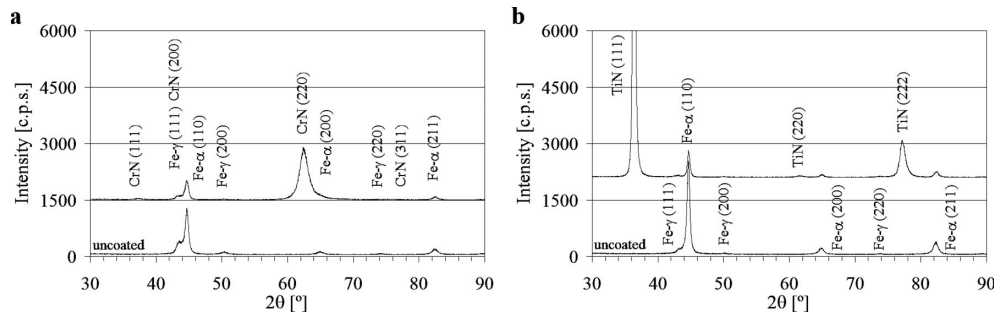 a
6000
4500
3000
1500
0
Intensity [c.p.s.]
CrN (111)
Fe-γ (111)
CrN (200)
Fe-α (110)
Fe-γ (200)
CrN (220)
Fe-α (200)
Fe-γ (220)
CrN (311)
Fe-α (211)
uncoated
30 40 50 60 70 80 90
2θ [º]
b
6000
4500
3000
1500
0
Intensity [c.p.s.]
TiN (111)
Fe-α (110)
TiN (220)
TiN (222)
Fe-γ (111)
Fe-γ (200)
Fe-α (200)
Fe-γ (220)
Fe-α (211)
uncoated
30 40 50 60 70 80 90
2θ [º]